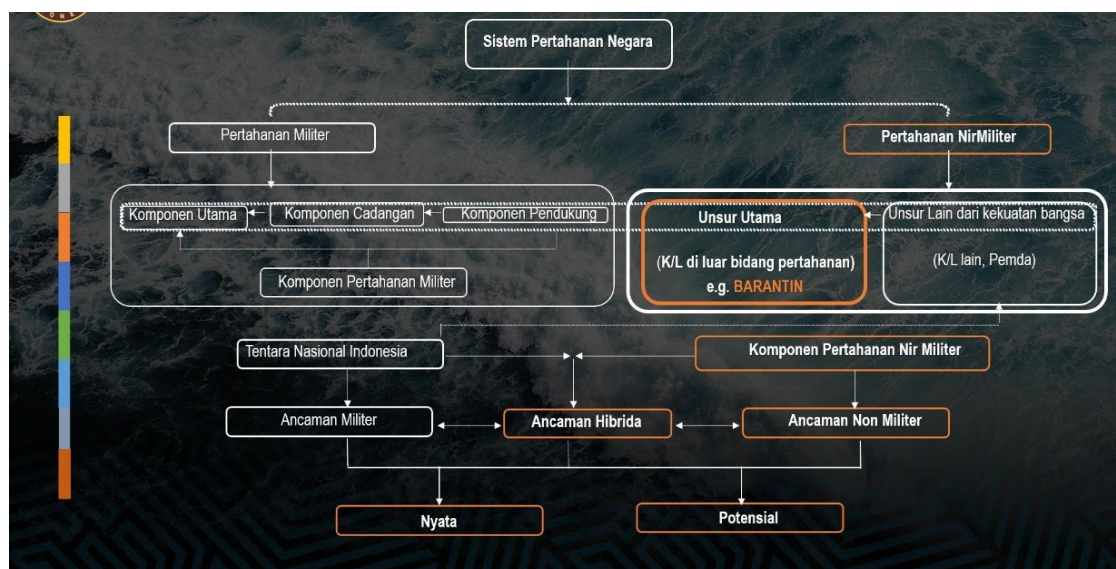 ONE
Sistem Pertahanan Negara
Pertahanan Militer
Pertahanan NirMiliter
Komponen Utama
Komponen Cadangan
Komponen Pendukung
Unsur Utama
(K/L di luar bidang pertahanan)
e.g. BARANTIN
Unsur Lain dari kekuatan bangsa
(K/L lain, Pemda)
Komponen Pertahanan Militer
Tentara Nasional Indonesia
Komponen Pertahanan Nir Militer
Ancaman Militer
Ancaman Hibrida
Ancaman Non Militer
Nyata
Potensial